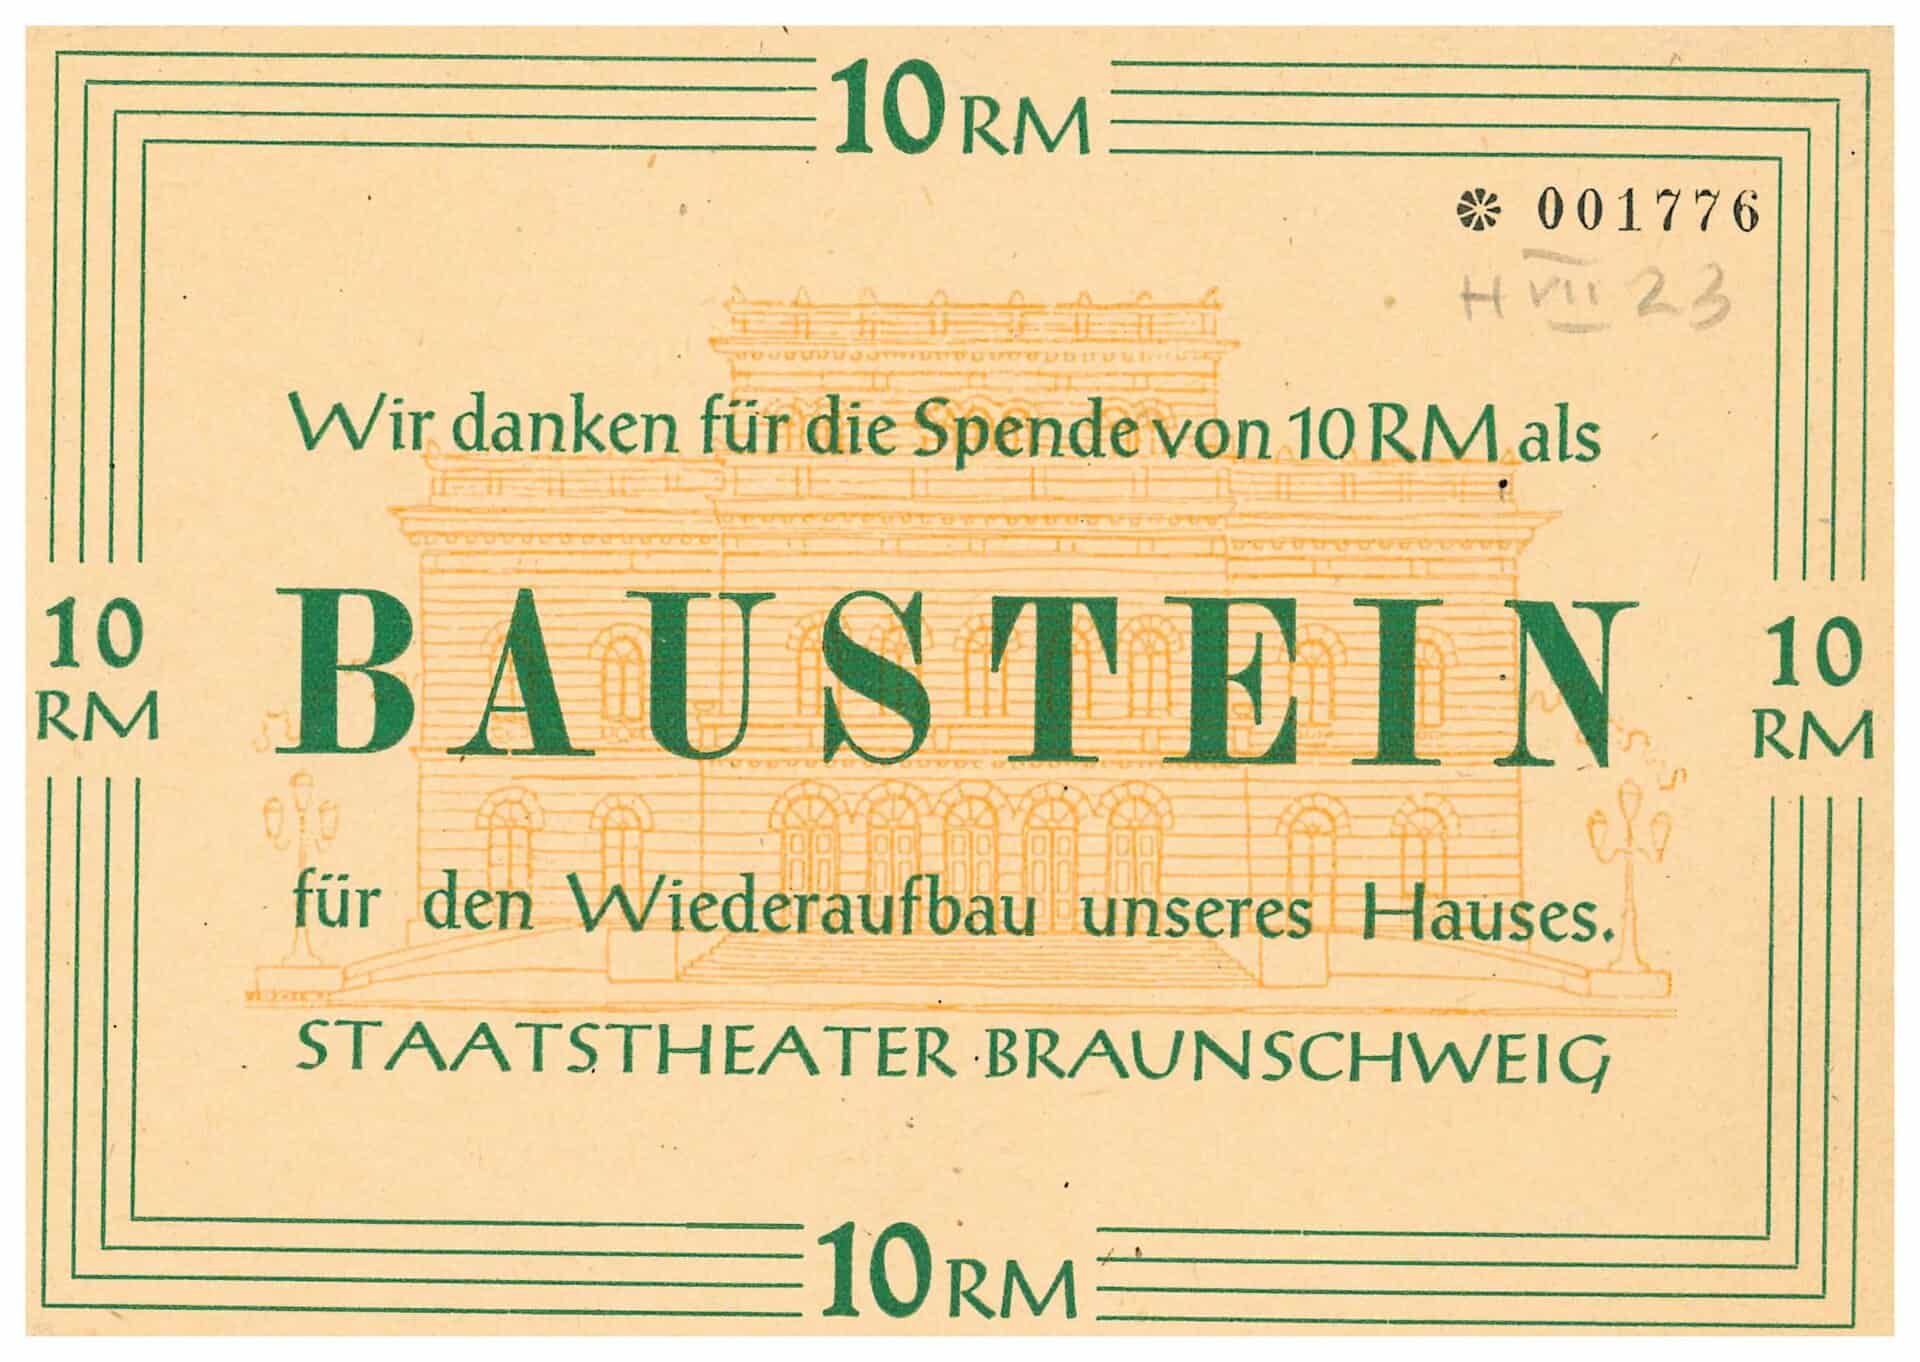 10 RM
* 001776
H VII 23
Wir danken für die Spende von 10 RM als
10
RM
BAUSTEIN
10
RM
für den Wiederaufbau unseres Hauses.
STAATSTHEATER BRAUNSCHWEIG
10 RM